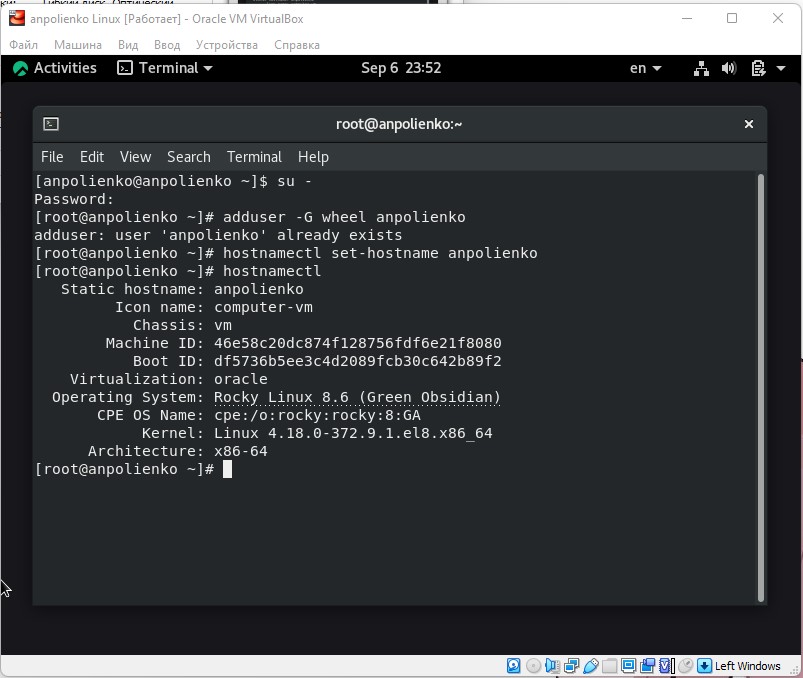 anpolienko Linux [Работает] - Oracle VM VirtualBox
Файл Машина Вид Ввод Устройства Справка
Activities Terminal Sep 6 23:52 en
root@anpolienko:~
File Edit View Search Terminal Help
[anpolienko@anpolienko ~]$ su -
Password:
[root@anpolienko ~]# adduser -G wheel anpolienko
adduser: user 'anpolienko' already exists
[root@anpolienko ~]# hostnamectl set-hostname anpolienko
[root@anpolienko ~]# hostnamectl
Static hostname: anpolienko
Icon name: computer-vm
Chassis: vm
Machine ID: 46e58c20dc874f128756fdf6e21f8080
Boot ID: df5736b5ee3c4d2089fcb30c642b89f2
Virtualization: oracle
Operating System: Rocky Linux 8.6 (Green Obsidian)
CPE OS Name: cpe:/o:rocky:rocky:8:GA
Kernel: Linux 4.18.0-372.9.1.el8.x86_64
Architecture: x86-64
[root@anpolienko ~]#
Left Windows